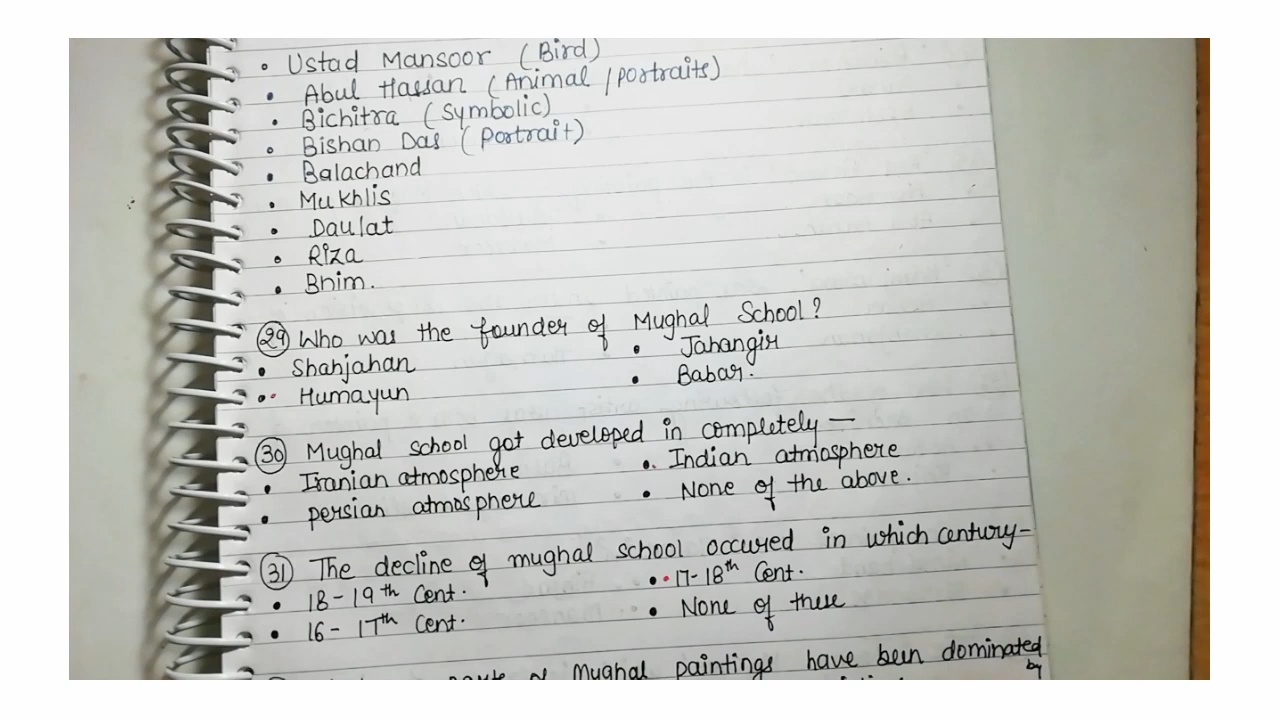 • Ustad Mansoor (Bird)
• Abul Hassan (Animal / portraits)
• Bichitra (Symbolic)
• Bishan Das (Portrait)
• Balachand
• Mukhlis
• Daulat
• Riza
• Bhim.
29 Who was the founder of Mughal School?
• Shahjahan • Jahangir
• Humayun • Babar.
30 Mughal school got developed in completely —
• Iranian atmosphere • Indian atmosphere
• persian atmosphere • None of the above.
31 The decline of mughal school occured in which century-
• 18-19th Cent. • 17-18th Cent.
• 16-17th Cent. • None of these
of Mughal paintings have been dominated
by